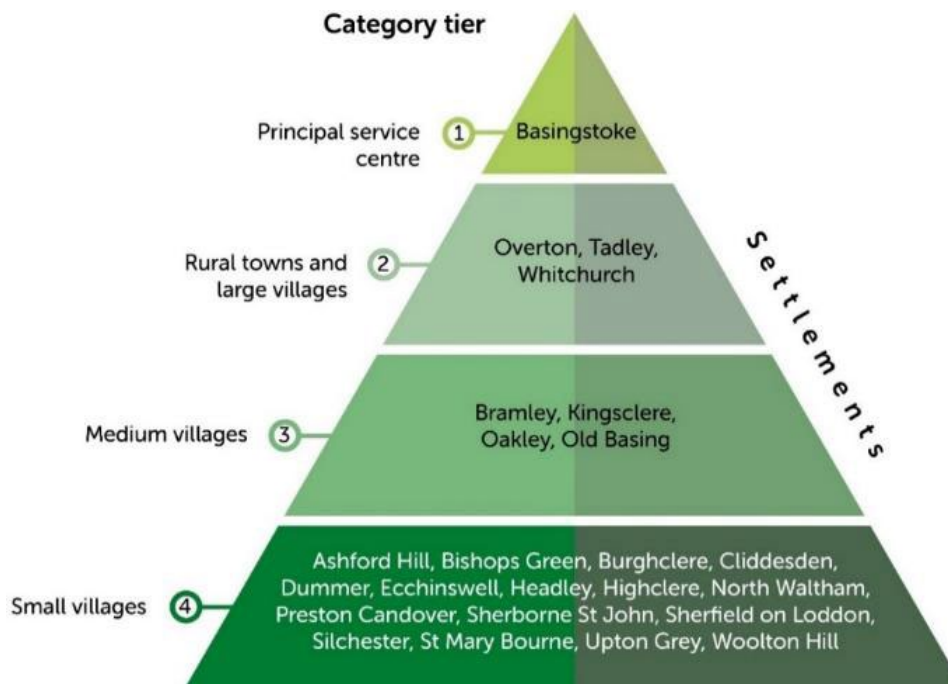 Category tier
Principal service
centre
1
Basingstoke
Rural towns and
large villages
2
Overton, Tadley,
Whitchurch
Medium villages
3
Bramley, Kingsclere,
Oakley, Old Basing
Small villages
4
Ashford Hill, Bishops Green, Burghclere, Cliddesden,
Dummer, Ecchinswell, Headley, Highclere, North Waltham,
Preston Candover, Sherborne St John, Sherfield on Loddon,
Silchester, St Mary Bourne, Upton Grey, Woolton Hill
Settlements